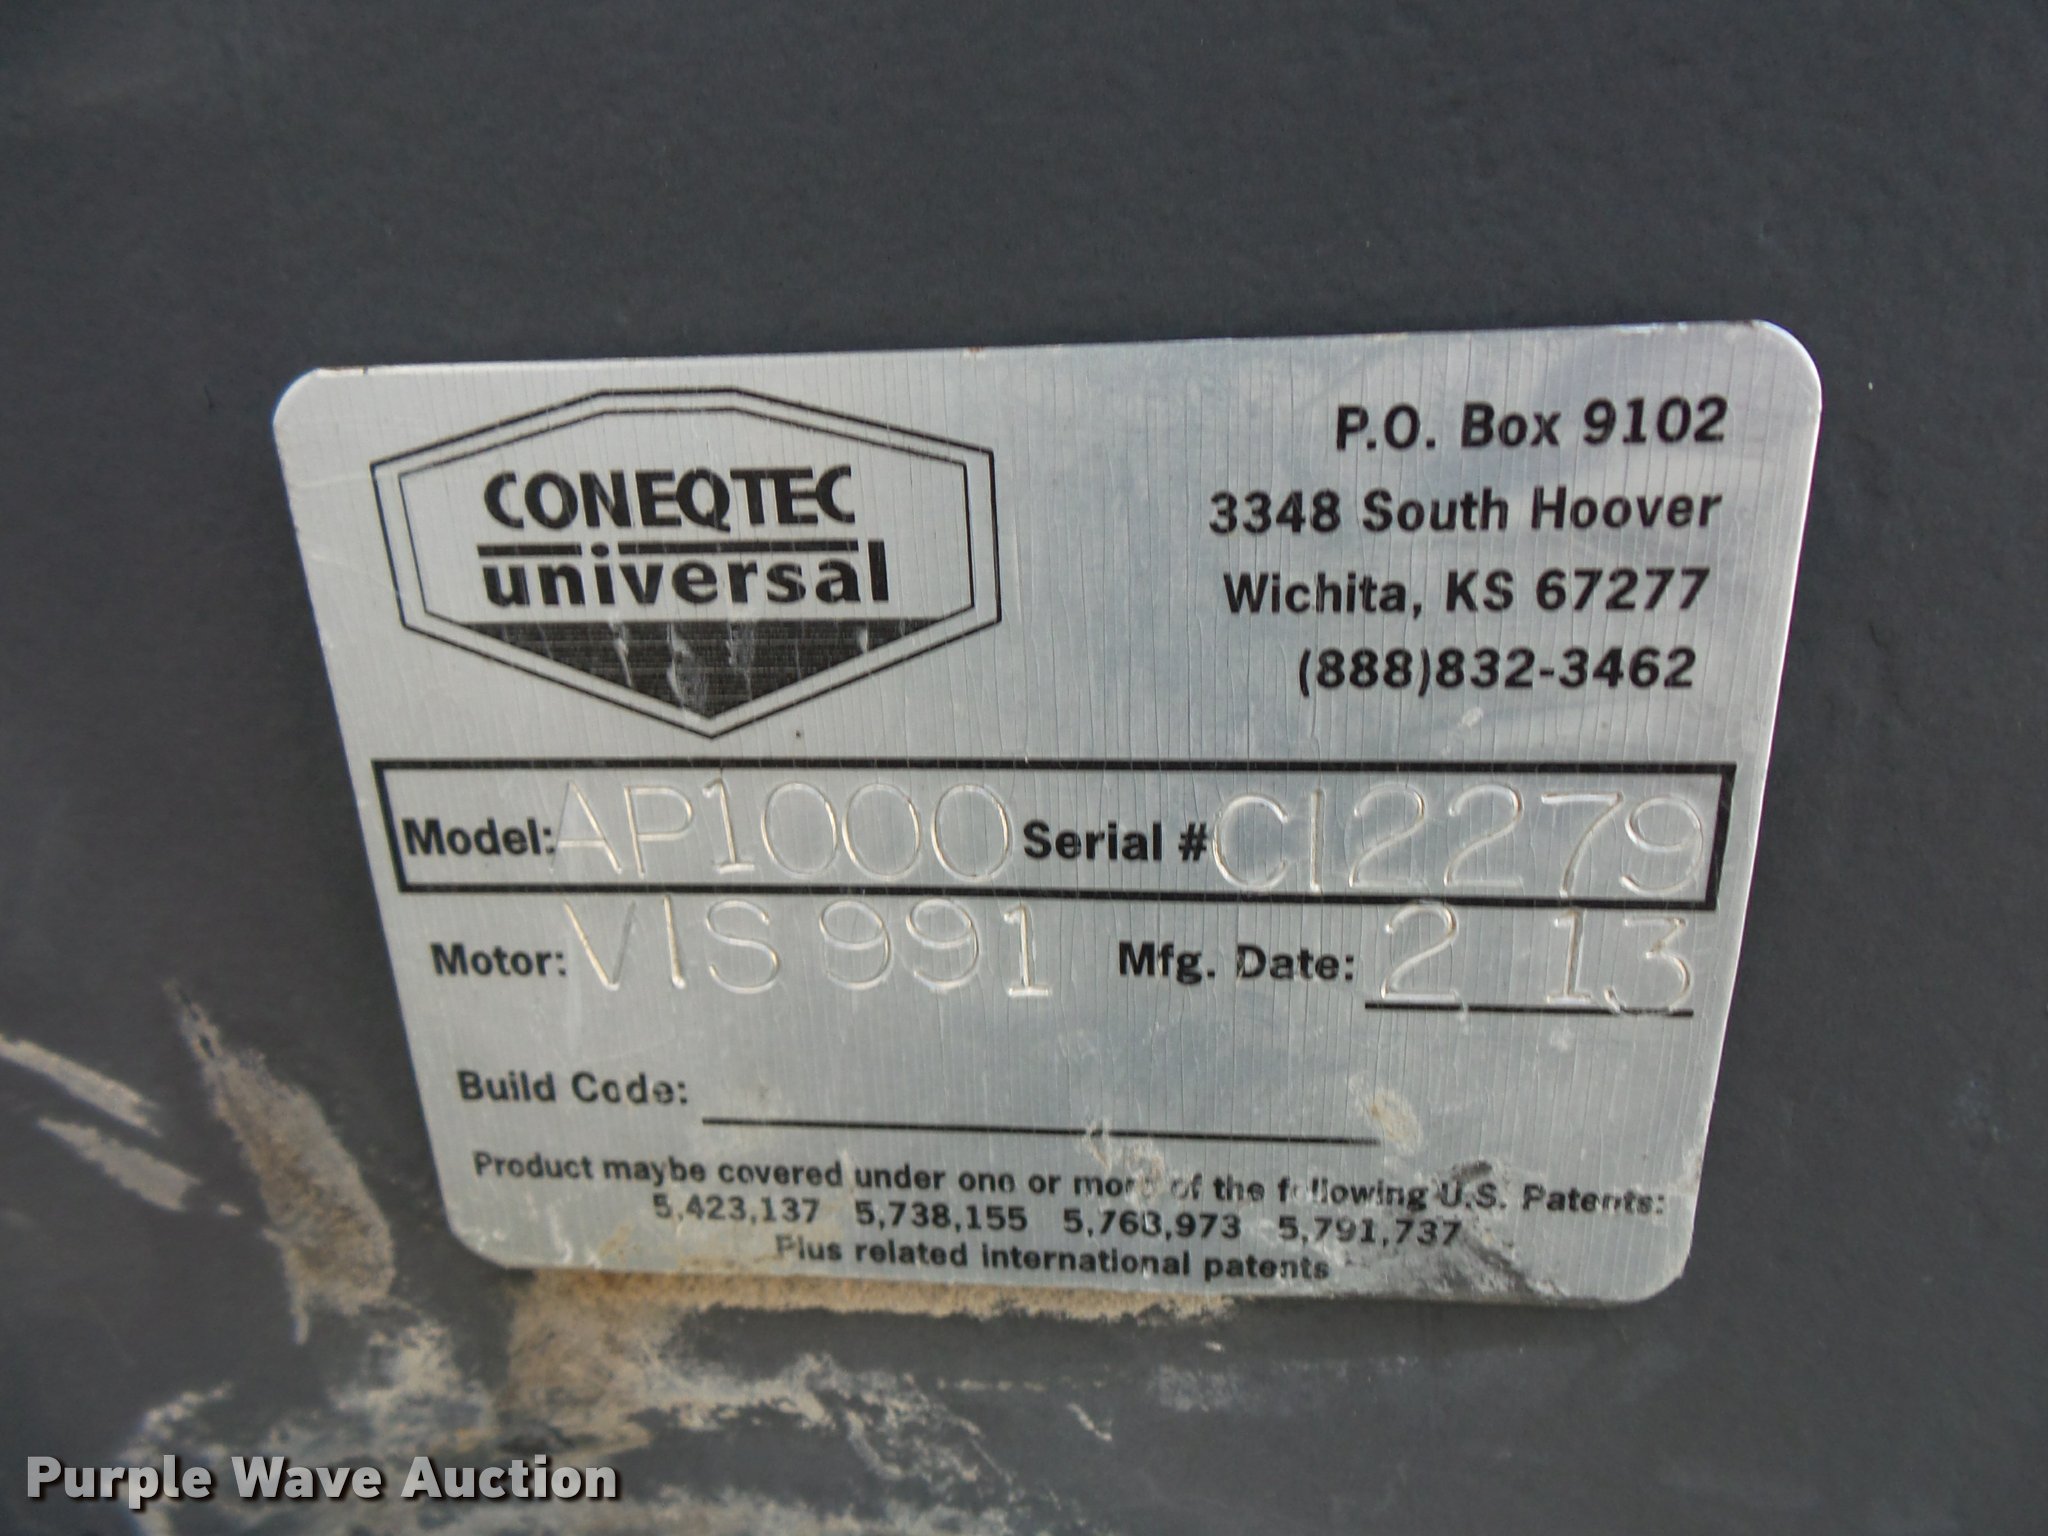 CONEQTEC
universal
P.O. Box 9102
3348 South Hoover
Wichita, KS 67277
(888)832-3462
Model: AP1000 Serial # C12279
Motor: VIS 991 Mfg. Date: 2 13
Build Code:
Product maybe covered under one or more of the following U.S. Patents:
5,423,137 5,738,155 5,763,973 5,791,737
Plus related international patents
Purple Wave Auction